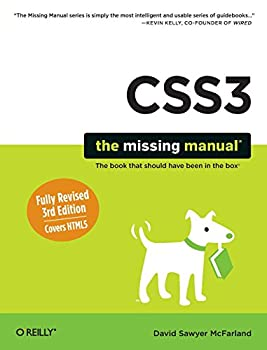 "The Missing Manual series is simply the most intelligent and usable series of guidebooks..."
—KEVIN KELLY, CO-FOUNDER OF WIRED
CSS3
the missing manual®
The book that should have been in the box®
Fully Revised
3rd Edition
Covers HTML5
O'REILLY®
David Sawyer McFarland